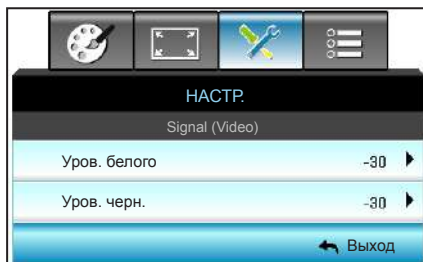 НАСТР.
Signal (Video)
Уров. белого -30
Уров. черн. -30
Выход